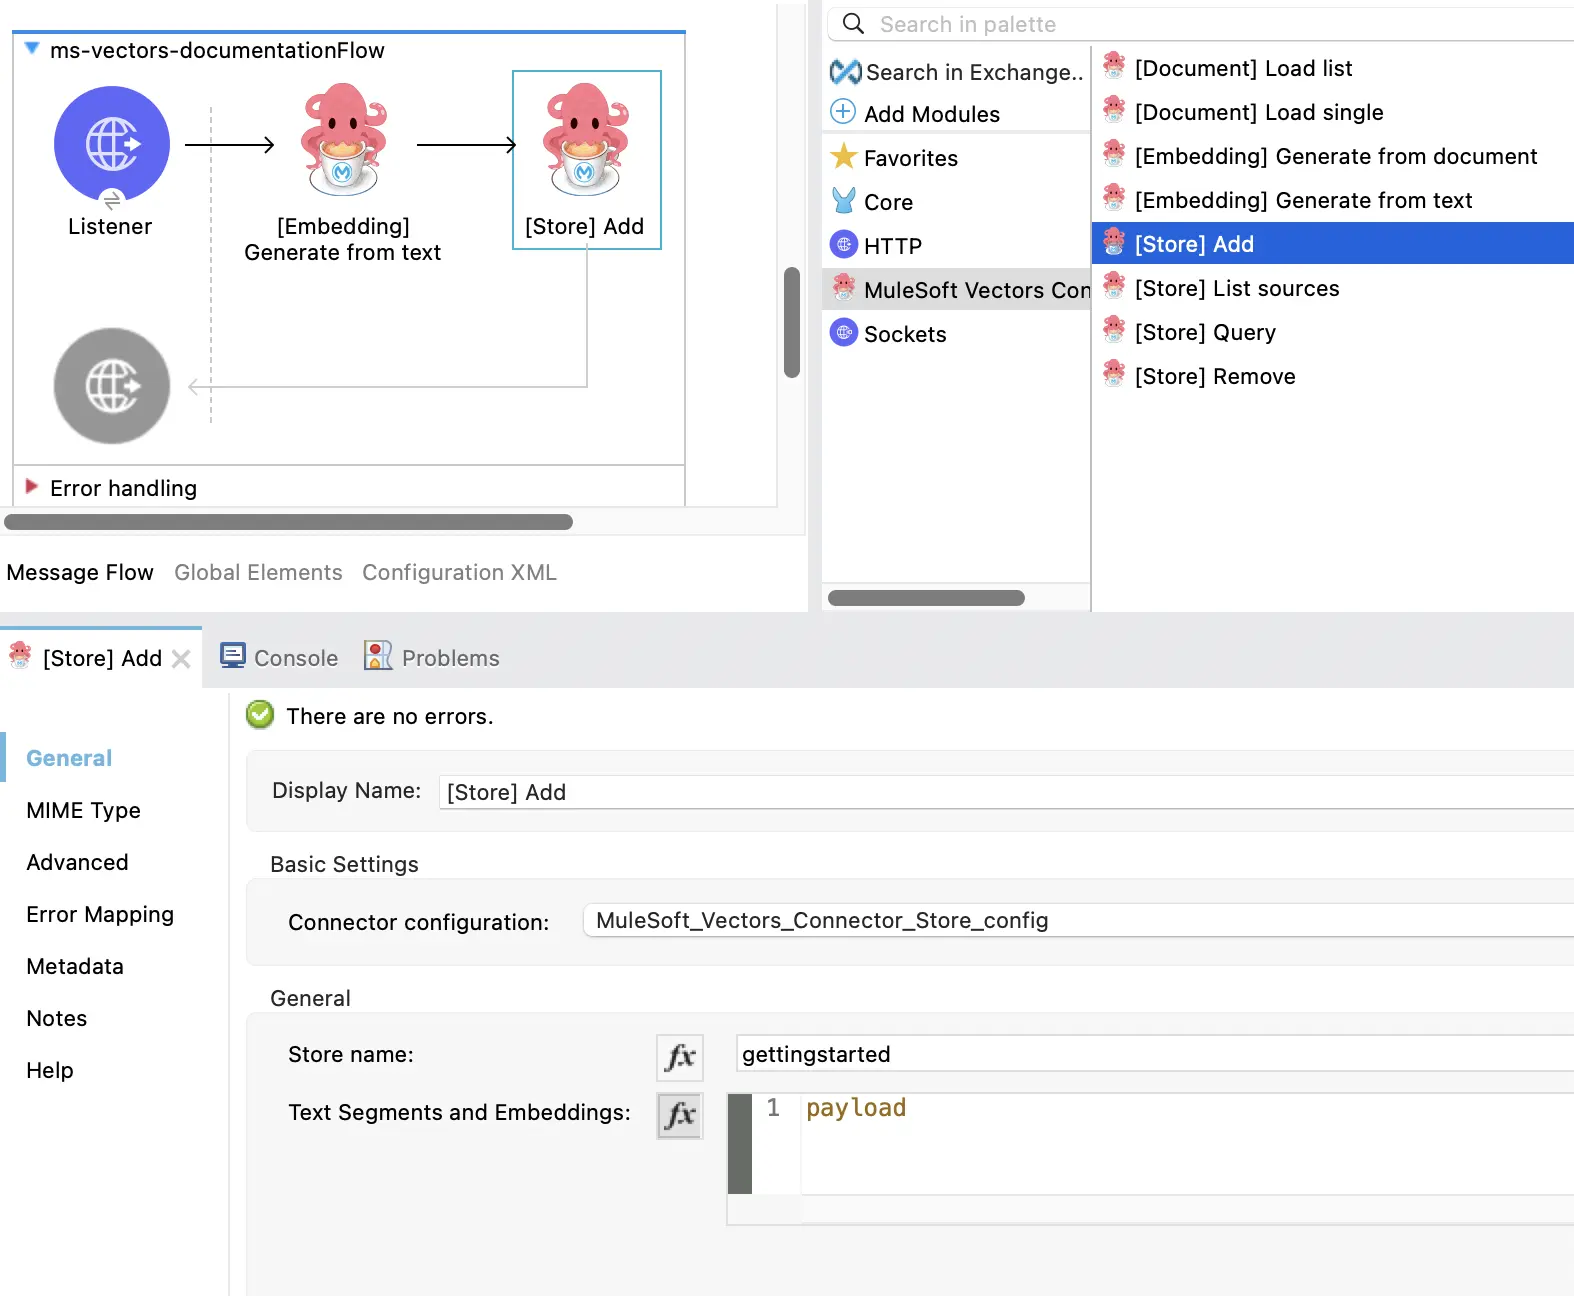 ms-vectors-documentationFlow
Listener
[Embedding]
Generate from text
[Store] Add
Error handling
Message Flow Global Elements Configuration XML
Search in palette
Search in Exchange..
Add Modules
Favorites
Core
HTTP
MuleSoft Vectors Con
Sockets
[Document] Load list
[Document] Load single
[Embedding] Generate from document
[Embedding] Generate from text
[Store] Add
[Store] List sources
[Store] Query
[Store] Remove
[Store] Add Console Problems
General
MIME Type
Advanced
Error Mapping
Metadata
Notes
Help
There are no errors.
Display Name: [Store] Add
Basic Settings
Connector configuration: MuleSoft_Vectors_Connector_Store_config
General
Store name: fx gettingstarted
Text Segments and Embeddings: fx 1 payload